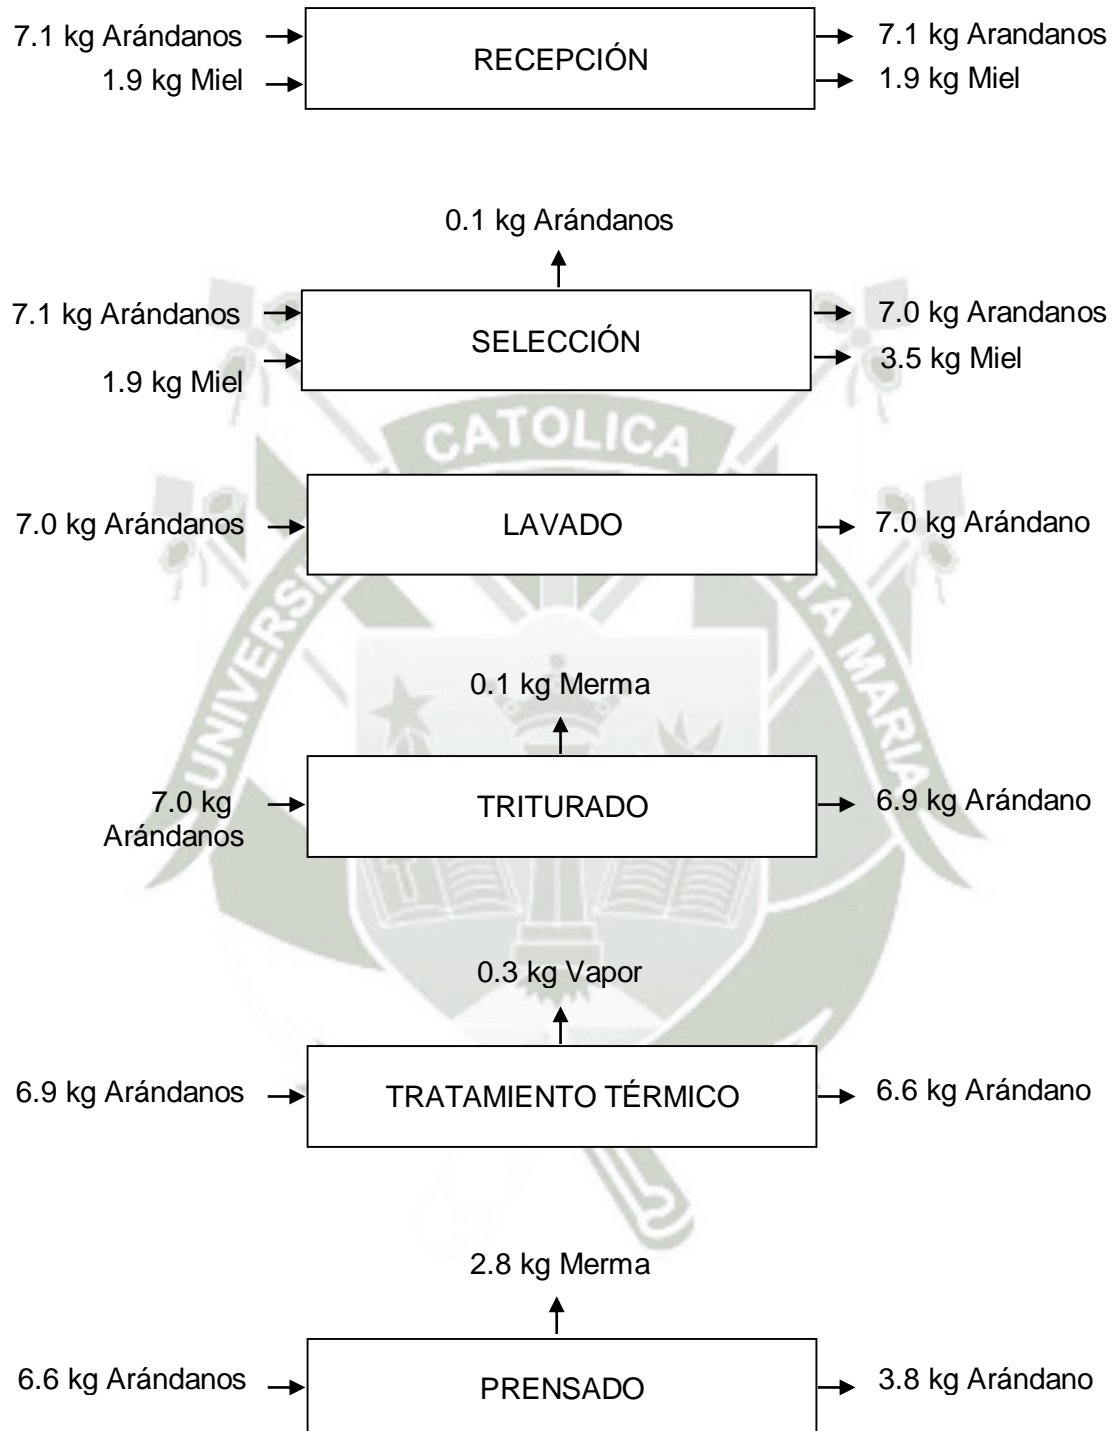 7.1 kg Arándanos
1.9 kg Miel
RECEPCIÓN
7.1 kg Arandanos
1.9 kg Miel
0.1 kg Arándanos
7.1 kg Arándanos
1.9 kg Miel
SELECCIÓN
7.0 kg Arandanos
3.5 kg Miel
CATOLICA
7.0 kg Arándanos
LAVADO
7.0 kg Arándano
UNIVERSI
TA MARIA
0.1 kg Merma
7.0 kg
Arándanos
TRITURADO
6.9 kg Arándano
0.3 kg Vapor
6.9 kg Arándanos
TRATAMIENTO TÉRMICO
6.6 kg Arándano
2.8 kg Merma
6.6 kg Arándanos
PRENSADO
3.8 kg Arándano